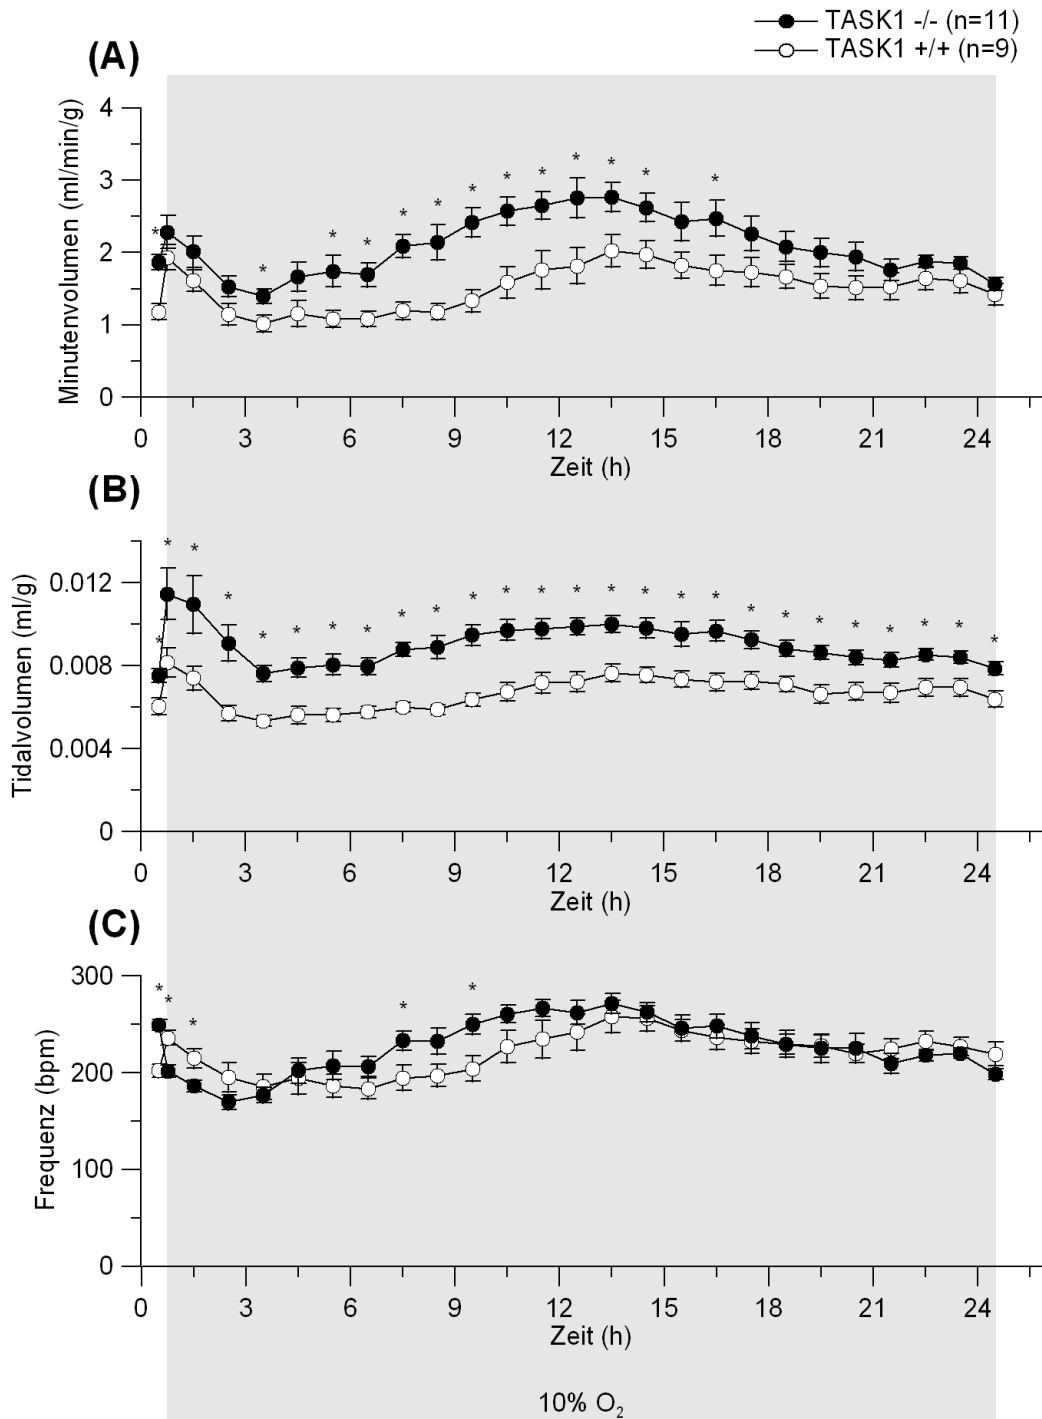 TASK1 -/- (n=11)
TASK1 +/+ (n=9)
(A)
Minutenvolumen (ml/min/g)
4
3
2
1
0
* * * * * * * * * * * * *
0 3 6 9 12 15 18 21 24
Zeit (h)
(B)
Tidalvolumen (ml/g)
0.012
0.008
0.004
0
* * * * * * * * * * * * * * * * * * * * * * * * * *
0 3 6 9 12 15 18 21 24
Zeit (h)
(C)
Frequenz (bpm)
300
200
100
0
* * * * *
0 3 6 9 12 15 18 21 24
Zeit (h)
10% O₂